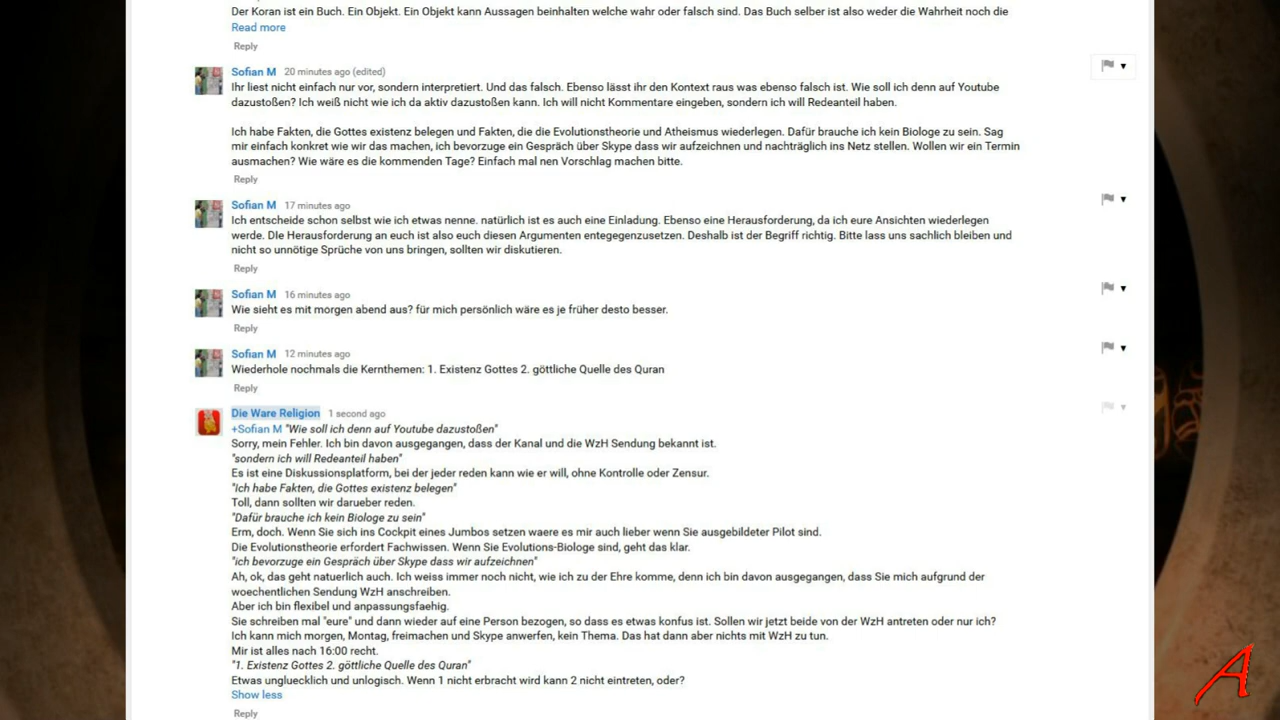 Der Koran ist ein Buch. Ein Objekt. Ein Objekt kann Aussagen beinhalten welche wahr oder falsch sind. Das Buch selber ist also weder die Wahrheit noch die
Read more
Reply
Sofian M 20 minutes ago (edited)
Ihr liest nicht einfach nur vor, sondern interpretiert. Und das falsch. Ebenso lässt ihr den Kontext raus was ebenso falsch ist. Wie soll ich denn auf Youtube
dazustoßen? Ich weiß nicht wie ich da aktiv dazustoßen kann. Ich will nicht Kommentare eingeben, sondern ich will Redeanteil haben.
Ich habe Fakten, die Gottes existenz belegen und Fakten, die die Evolutionstheorie und Atheismus wiederlegen. Dafür brauche ich kein Biologe zu sein. Sag
mir einfach konkret wie wir das machen, ich bevorzuge ein Gespräch über Skype dass wir aufzeichnen und nachträglich ins Netz stellen. Wollen wir ein Termin
ausmachen? Wie wäre es die kommenden Tage? Einfach mal nen Vorschlag machen bitte.
Reply
Sofian M 17 minutes ago
Ich entscheide schon selbst wie ich etwas nenne. natürlich ist es auch eine Einladung. Ebenso eine Herausforderung, da ich eure Ansichten wiederlegen
werde. DIe Herausforderung an euch ist also euch diesen Argumenten entegegenzusetzen. Deshalb ist der Begriff richtig. Bitte lass uns sachlich bleiben und
nicht so unnötige Sprüche von uns bringen, sollten wir diskutieren.
Reply
Sofian M 16 minutes ago
Wie sieht es mit morgen abend aus? für mich persönlich wäre es je früher desto besser.
Reply
Sofian M 12 minutes ago
Wiederhole nochmals die Kernthemen: 1. Existenz Gottes 2. göttliche Quelle des Quran
Reply
Die Ware Religion 1 second ago
+Sofian M "Wie soll ich denn auf Youtube dazustoßen"
Sorry, mein Fehler. Ich bin davon ausgegangen, dass der Kanal und die WzH Sendung bekannt ist.
"sondern ich will Redeanteil haben"
Es ist eine Diskussionsplatform, bei der jeder reden kann wie er will, ohne Kontrolle oder Zensur.
"Ich habe Fakten, die Gottes existenz belegen"
Toll, dann sollten wir darueber reden.
"Dafür brauche ich kein Biologe zu sein"
Erm, doch. Wenn Sie sich ins Cockpit eines Jumbos setzen waere es mir auch lieber wenn Sie ausgebildeter Pilot sind.
Die Evolutionstheorie erfordert Fachwissen. Wenn Sie Evolutions-Biologe sind, geht das klar.
"ich bevorzuge ein Gespräch über Skype dass wir aufzeichnen"
Ah, ok, das geht natuerlich auch. Ich weiss immer noch nicht, wie ich zu der Ehre komme, denn ich bin davon ausgegangen, dass Sie mich aufgrund der
woechentlichen Sendung WzH anschreiben.
Aber ich bin flexibel und anpassungsfaehig.
Sie schreiben mal "eure" und dann wieder auf eine Person bezogen, so dass es etwas konfus ist. Sollen wir jetzt beide von der WzH antreten oder nur ich?
Ich kann mich morgen, Montag, freimachen und Skype anwerfen, kein Thema. Das hat dann aber nichts mit WzH zu tun.
Mir ist alles nach 16:00 recht.
"1. Existenz Gottes 2. göttliche Quelle des Quran"
Etwas ungluecklich und unlogisch. Wenn 1 nicht erbracht wird kann 2 nicht eintreten, oder?
Show less
Reply
A